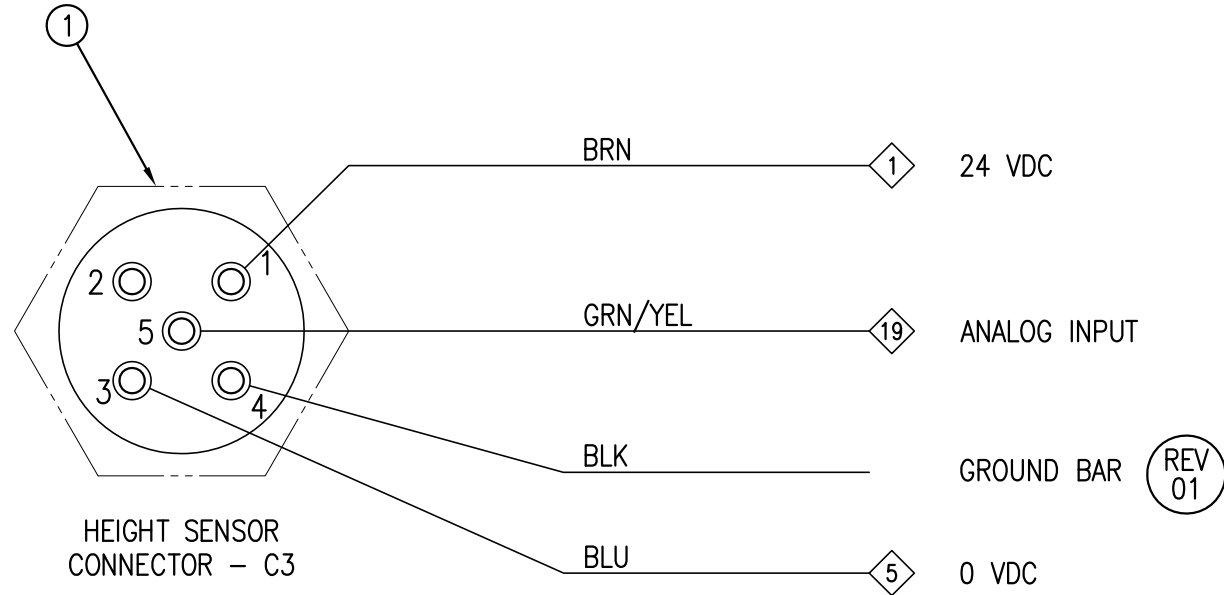 1
BRN
1
24 VDC
2
1
5
GRN/YEL
19
ANALOG INPUT
3
4
BLK
GROUND BAR
REV
01
HEIGHT SENSOR
CONNECTOR - C3
BLU
5
0 VDC